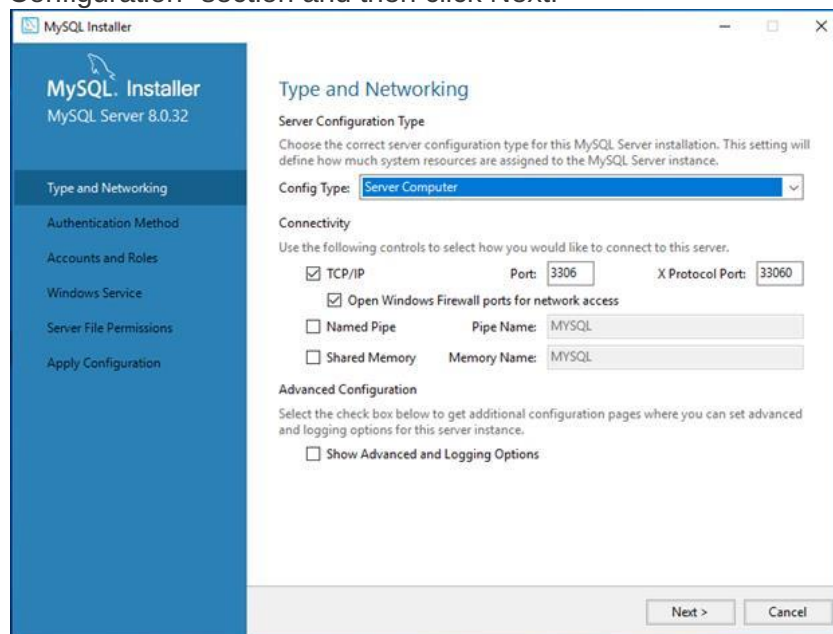 Configuration" section and then click Next.
MySQL Installer
MySQL. Installer
MySQL Server 8.0.32
Type and Networking
Authentication Method
Accounts and Roles
Windows Service
Server File Permissions
Apply Configuration
Type and Networking
Server Configuration Type
Choose the correct server configuration type for this MySQL Server installation. This setting will
define how much system resources are assigned to the MySQL Server instance.
Config Type: Server Computer
Connectivity
Use the following controls to select how you would like to connect to this server.
TCP/IP Port: 3306 X Protocol Port: 33060
Open Windows Firewall ports for network access
Named Pipe Pipe Name: MYSQL
Shared Memory Memory Name: MYSQL
Advanced Configuration
Select the check box below to get additional configuration pages where you can set advanced
and logging options for this server instance.
Show Advanced and Logging Options
Next > Cancel